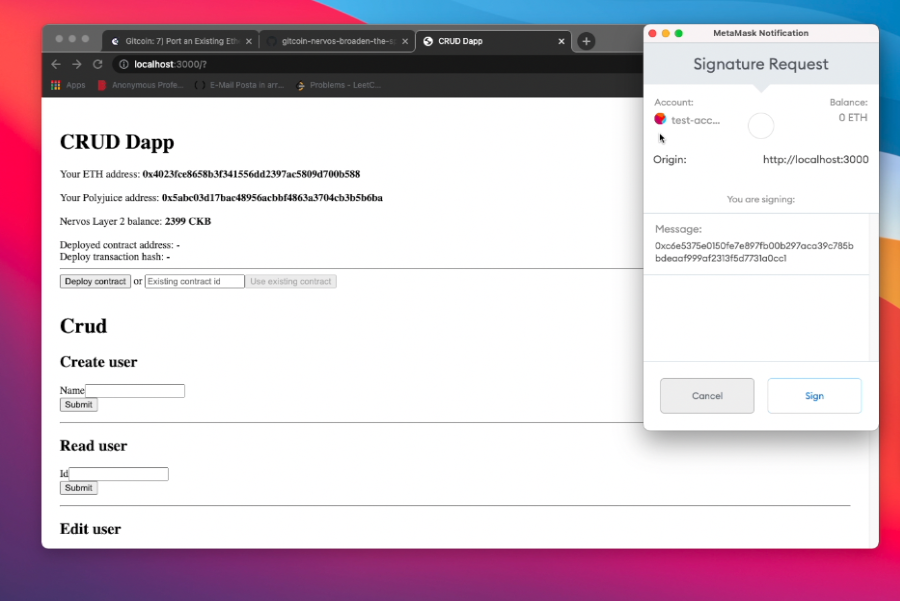 Gitcoin: 7) Port an Existing Eth
gitcoin-nervos-broaden-the-s
CRUD Dapp
localhost:3000/?
Apps
Anonymous Profe...
E-Mail Posta in arr...
Problems - LeetC...
CRUD Dapp
Your ETH address: 0x4023fce8658b3f341556dd2397ac5809d700b588
Your Polyjuice address: 0x5abc03d17bac48956acbbf4863a3704cb3b5b6ba
Nervos Layer 2 balance: 2399 CKB
Deployed contract address: -
Deploy transaction hash: -
Deploy contract or Existing contract id Use existing contract
Crud
Create user
Name
Submit
Read user
Id
Submit
Edit user
MetaMask Notification
Signature Request
Account:
Balance:
test-acc...
0 ETH
Origin:
http://localhost:3000
You are signing:
Message:
0xc6e5375e0150fe7e897fb00b297aca39c785b
bdeaaf999af2313f5d7731a0cc1
Cancel
Sign